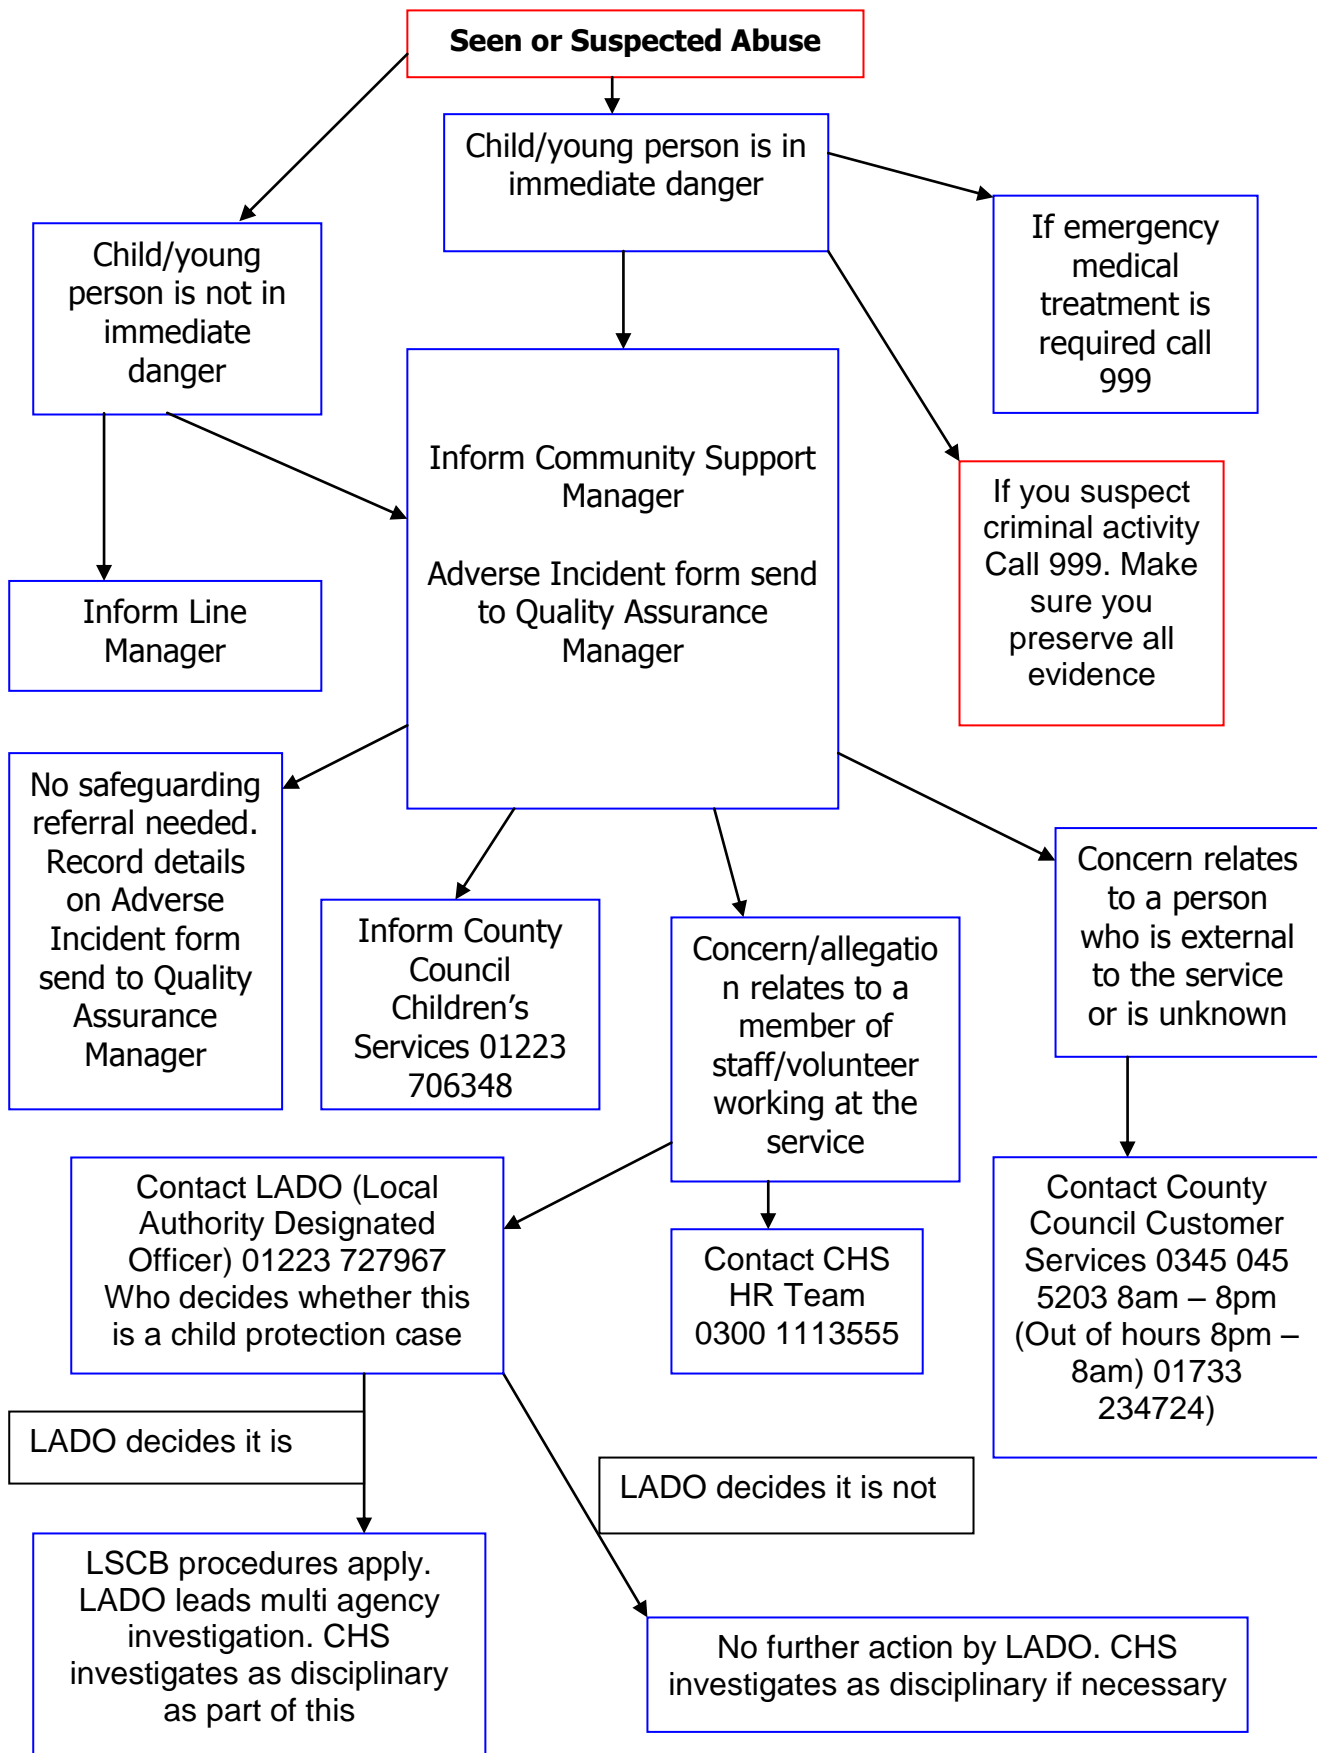 Seen or Suspected Abuse
Child/young person is in
immediate danger
If emergency
medical
treatment is
required call
999
Child/young
person is not in
immediate
danger
Inform Community Support
Manager
Adverse Incident form send
to Quality Assurance
Manager
If you suspect
criminal activity
Call 999. Make
sure you
preserve all
evidence
Inform Line
Manager
No safeguarding
referral needed.
Record details
on Adverse
Incident form
send to Quality
Assurance
Manager
Inform County
Council
Children’s
Services 01223
706348
Concern/allegatio
n relates to a
member of
staff/volunteer
working at the
service
Concern relates
to a person
who is external
to the service
or is unknown
Contact LADO (Local
Authority Designated
Officer) 01223 727967
Who decides whether this
is a child protection case
Contact CHS
HR Team
0300 1113555
Contact County
Council Customer
Services 0345 045
5203 8am – 8pm
(Out of hours 8pm –
8am) 01733
234724)
LADO decides it is
LADO decides it is not
LSCB procedures apply.
LADO leads multi agency
investigation. CHS
investigates as disciplinary
as part of this
No further action by LADO. CHS
investigates as disciplinary if necessary